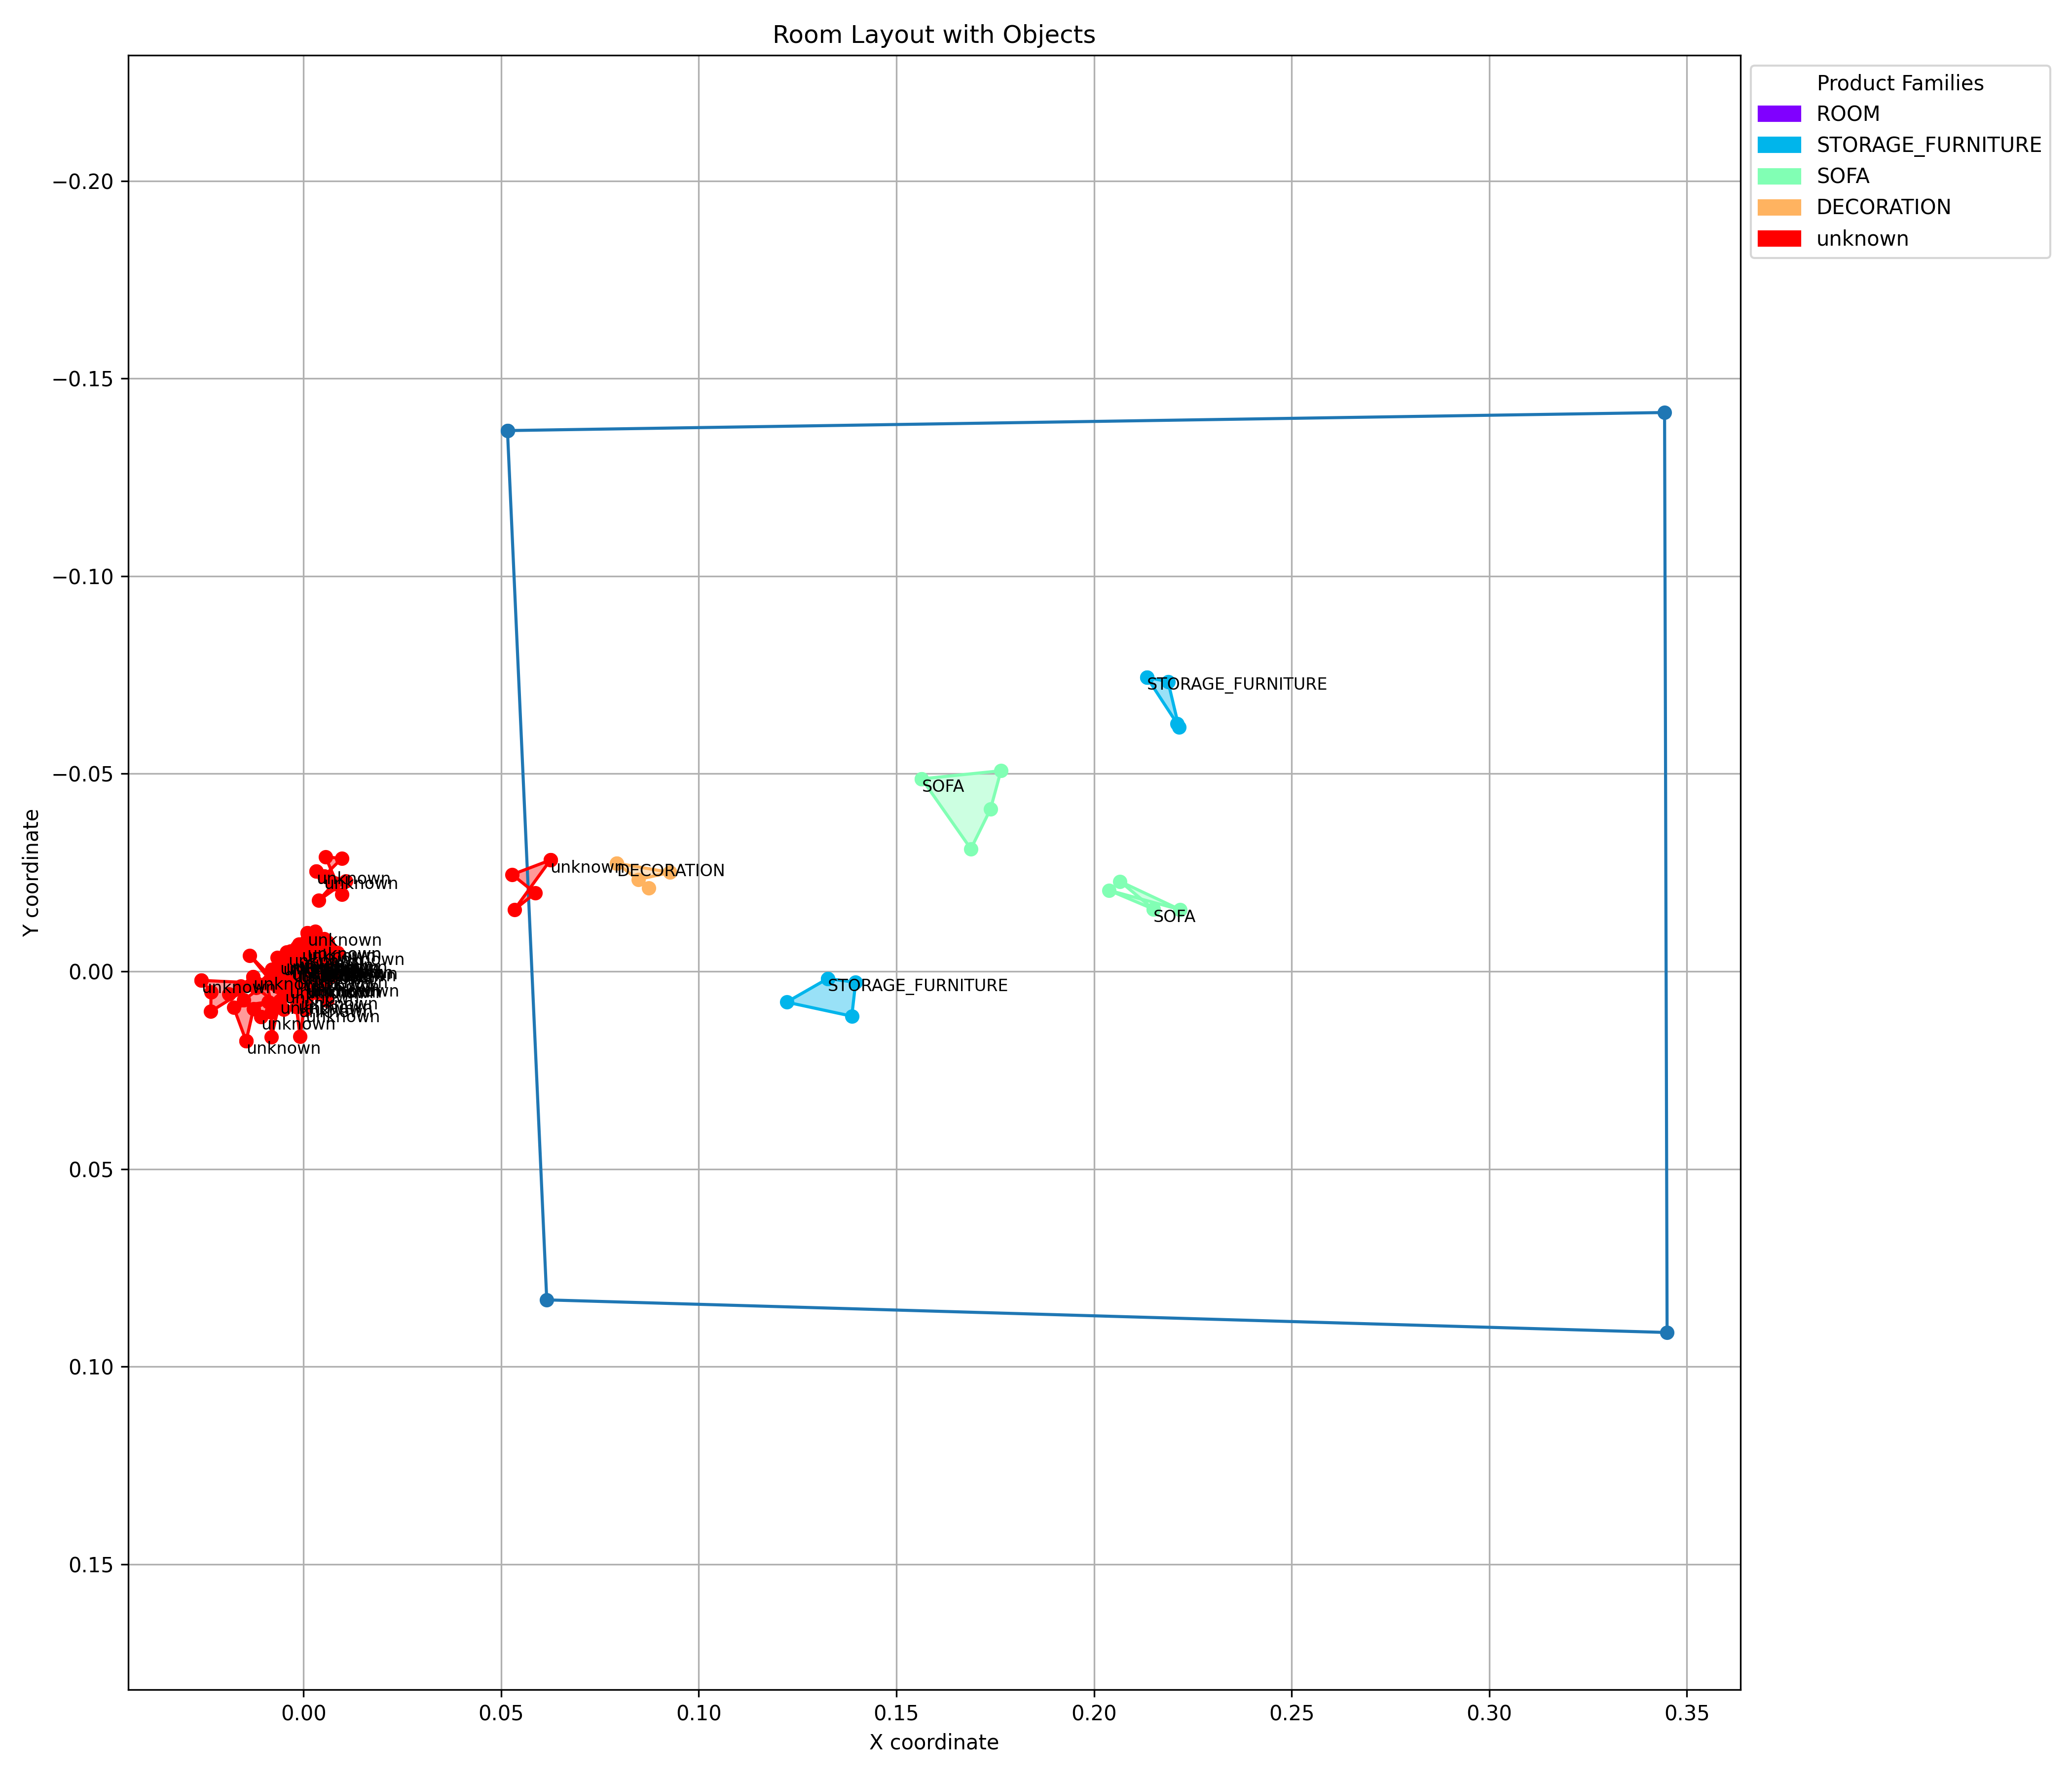 Room Layout with Objects
Product Families
ROOM
STORAGE_FURNITURE
SOFA
DECORATION
unknown
−0.20
−0.15
−0.10
−0.05
0.00
0.05
0.10
0.15
Y coordinate
STORAGE_FURNITURE
SOFA
unknown
DECORATION
unknown
unknown
SOFA
unknown
STORAGE_FURNITURE
unknown
unknown
unknown
unknown
unknown
0.00
0.05
0.10
0.15
0.20
0.25
0.30
0.35
X coordinate